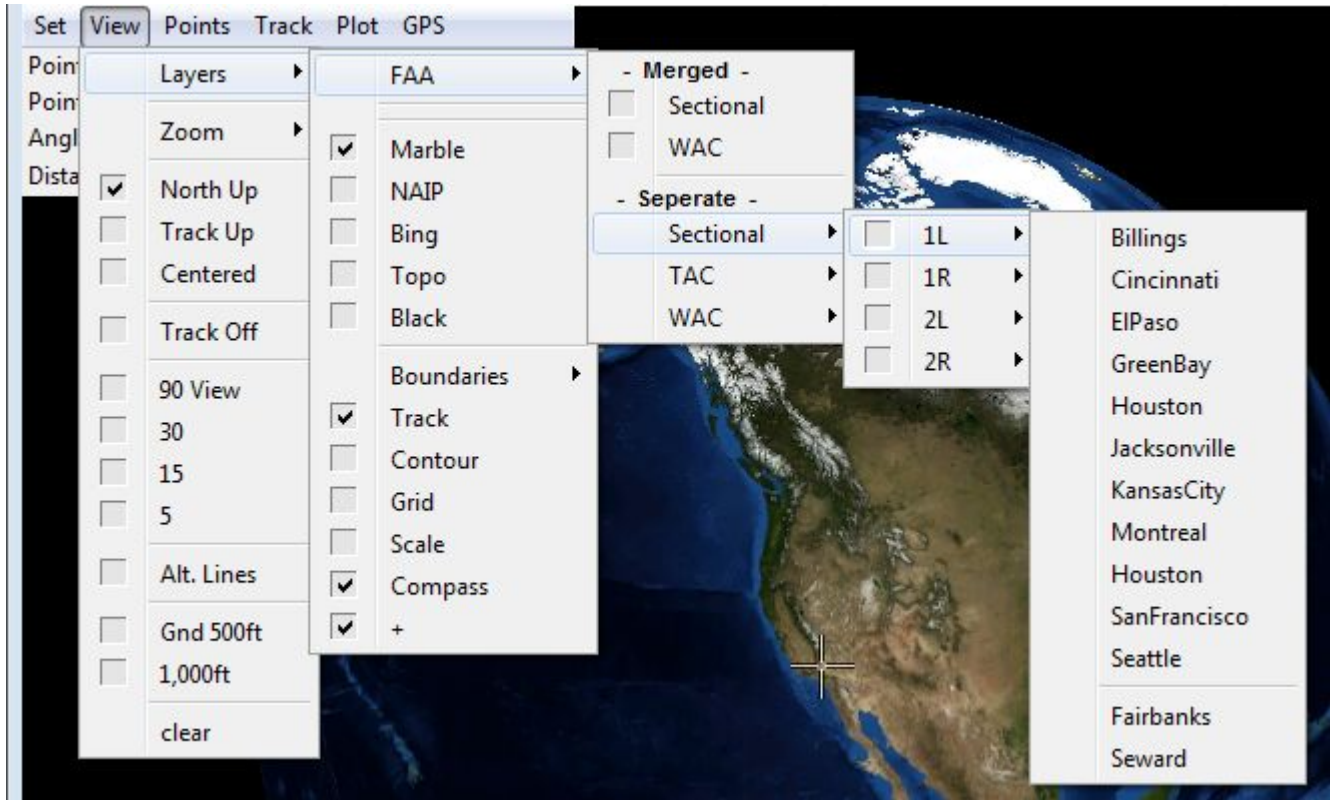 Set View Points Track Plot GPS
Poin
Poin
Angl
Dista
Layers
Zoom
North Up
Track Up
Centered
Track Off
90 View
30
15
5
Alt. Lines
Gnd 500ft
1,000ft
clear
FAA
Marble
NAIP
Bing
Topo
Black
Boundaries
Track
Contour
Grid
Scale
Compass
+
- Merged -
Sectional
WAC
- Seperate -
Sectional
TAC
WAC
1L
1R
2L
2R
Billings
Cincinnati
ElPaso
GreenBay
Houston
Jacksonville
KansasCity
Montreal
Houston
SanFrancisco
Seattle
Fairbanks
Seward